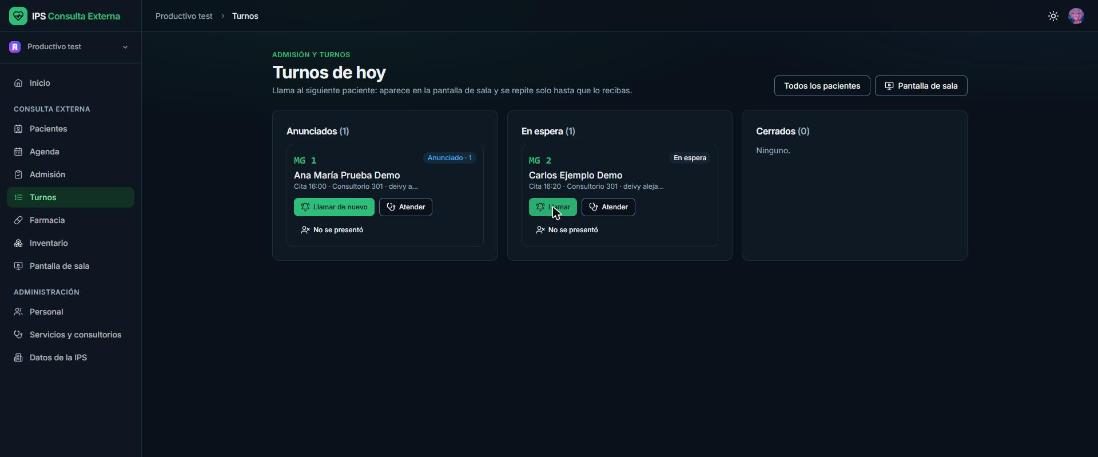 IPS Consulta Externa
Productivo test
Inicio
CONSULTA EXTERNA
Pacientes
Agenda
Admisión
Turnos
Farmacia
Inventario
Pantalla de sala
ADMINISTRACIÓN
Personal
Servicios y consultorios
Datos de la IPS
Productivo test > Turnos
ADMISIÓN Y TURNOS
Turnos de hoy
Llama al siguiente paciente: aparece en la pantalla de sala y se repite solo hasta que lo recibas.
Todos los pacientes
Pantalla de sala
Anunciados (1)
MG 1
Anunciado · 1
Ana María Prueba Demo
Cita 16:00 · Consultorio 301 · deivy a...
Llamar de nuevo
Atender
No se presentó
En espera (1)
MG 2
En espera
Carlos Ejemplo Demo
Cita 16:20 · Consultorio 301 · deivy aleja...
Llamar
Atender
No se presentó
Cerrados (0)
Ninguno.